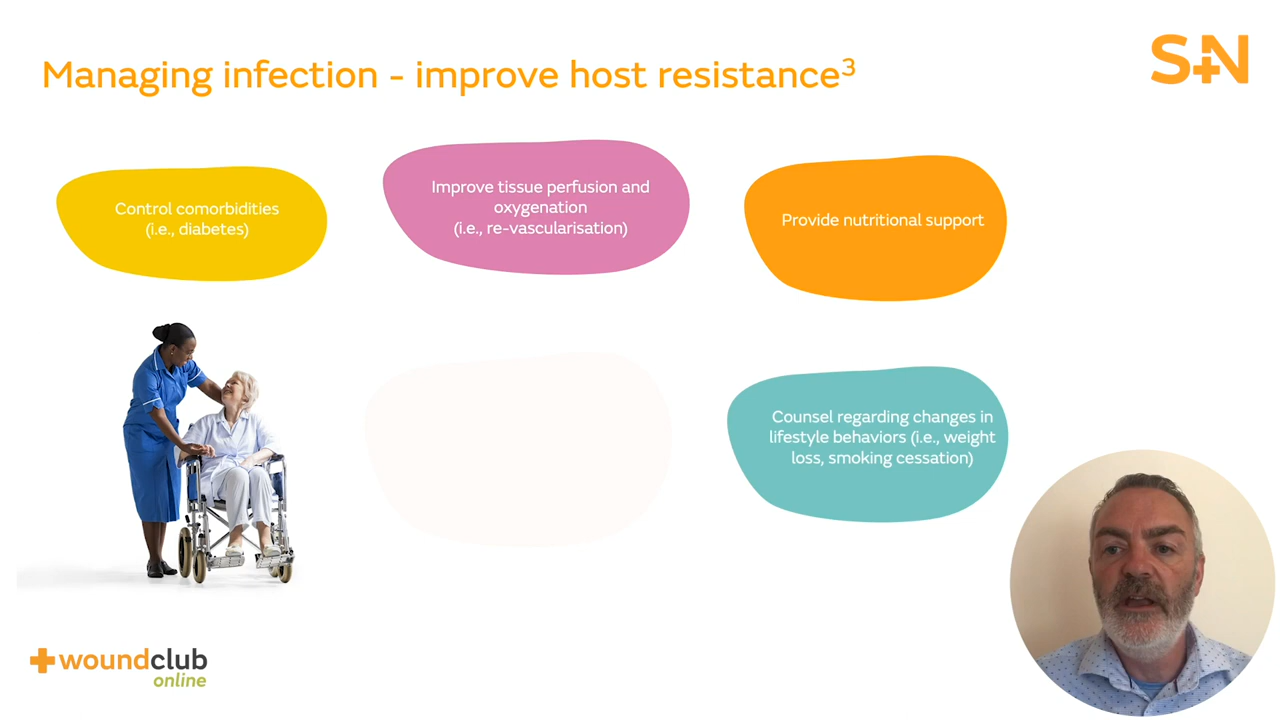 Managing infection - improve host resistance³
S+N
Control comorbidities
(i.e., diabetes)
Improve tissue perfusion and
oxygenation
(i.e., re-vascularisation)
Provide nutritional support
Counsel regarding changes in
lifestyle behaviors (i.e., weight
loss, smoking cessation)
+woundclub
online